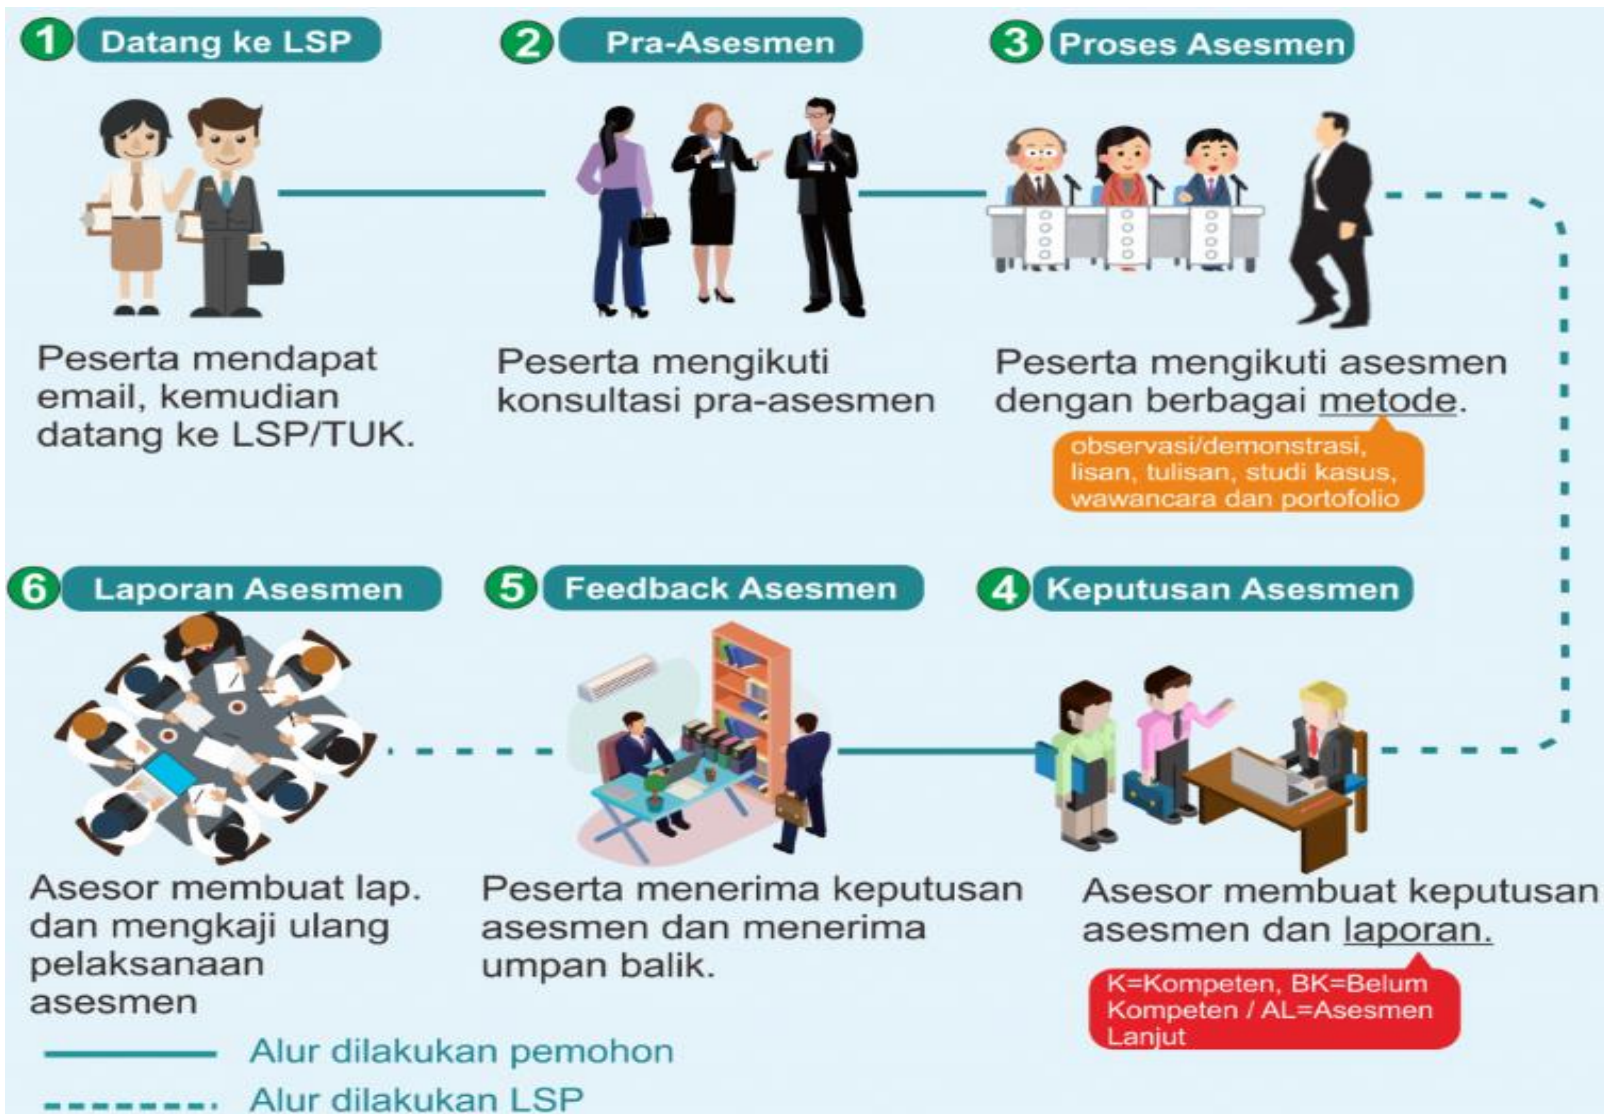 1 Datang ke LSP
Peserta mendapat
email, kemudian
datang ke LSP/TUK.
2 Pra-Asesmen
Peserta mengikuti
konsultasi pra-asesmen
3 Proses Asesmen
Peserta mengikuti asesmen
dengan berbagai metode.
observasi/demonstrasi,
lisan, tulisan, studi kasus,
wawancara dan portofolio
4 Keputusan Asesmen
Asesor membuat keputusan
asesmen dan laporan.
K=Kompeten, BK=Belum
Kompeten / AL=Asesmen
Lanjut
5 Feedback Asesmen
Peserta menerima keputusan
asesmen dan menerima
umpan balik.
6 Laporan Asesmen
Asesor membuat lap.
dan mengkaji ulang
pelaksanaan
asesmen
Alur dilakukan pemohon
Alur dilakukan LSP